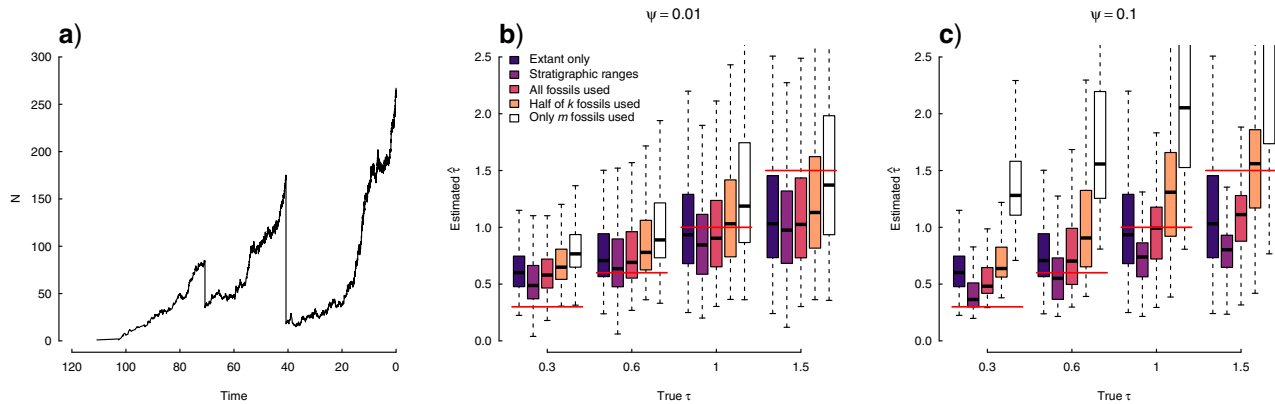 a)
N
300
250
200
150
100
50
0
120 100 80 60 40 20 0
Time
ψ = 0.01
b)
Estimated τ̂
2.5
2.0
1.5
1.0
0.5
0.0
Extant only
Stratigraphic ranges
All fossils used
Half of k fossils used
Only m fossils used
0.3 0.6 1 1.5
True τ
ψ = 0.1
c)
Estimated τ̂
2.5
2.0
1.5
1.0
0.5
0.0
0.3 0.6 1 1.5
True τ